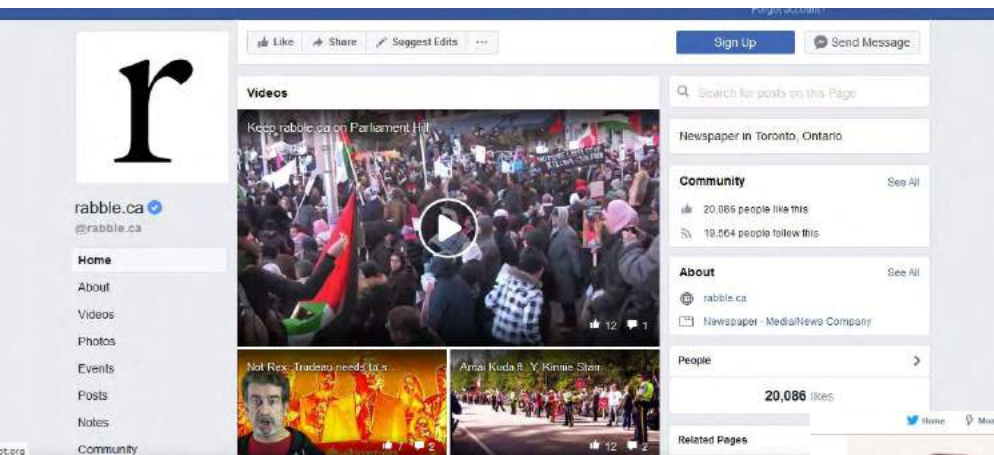 Forgot account?
Like Share Suggest Edits ...
Sign Up Send Message
r
rabble.ca
@rabble.ca
Home
About
Videos
Photos
Events
Posts
Notes
Community
Videos
Keep rabble.ca on Parliament Hill
12 1
Not Rex: Trudeau needs to s...
7 2
Amai Kuda ft. Y, Kinnie Starr...
12 2
Search for posts on this Page
Newspaper in Toronto, Ontario
Community See All
20,086 people like this
19,564 people follow this
About See All
rabble.ca
Newspaper · Media/News Company
People
20,086 likes
Related Pages
Home